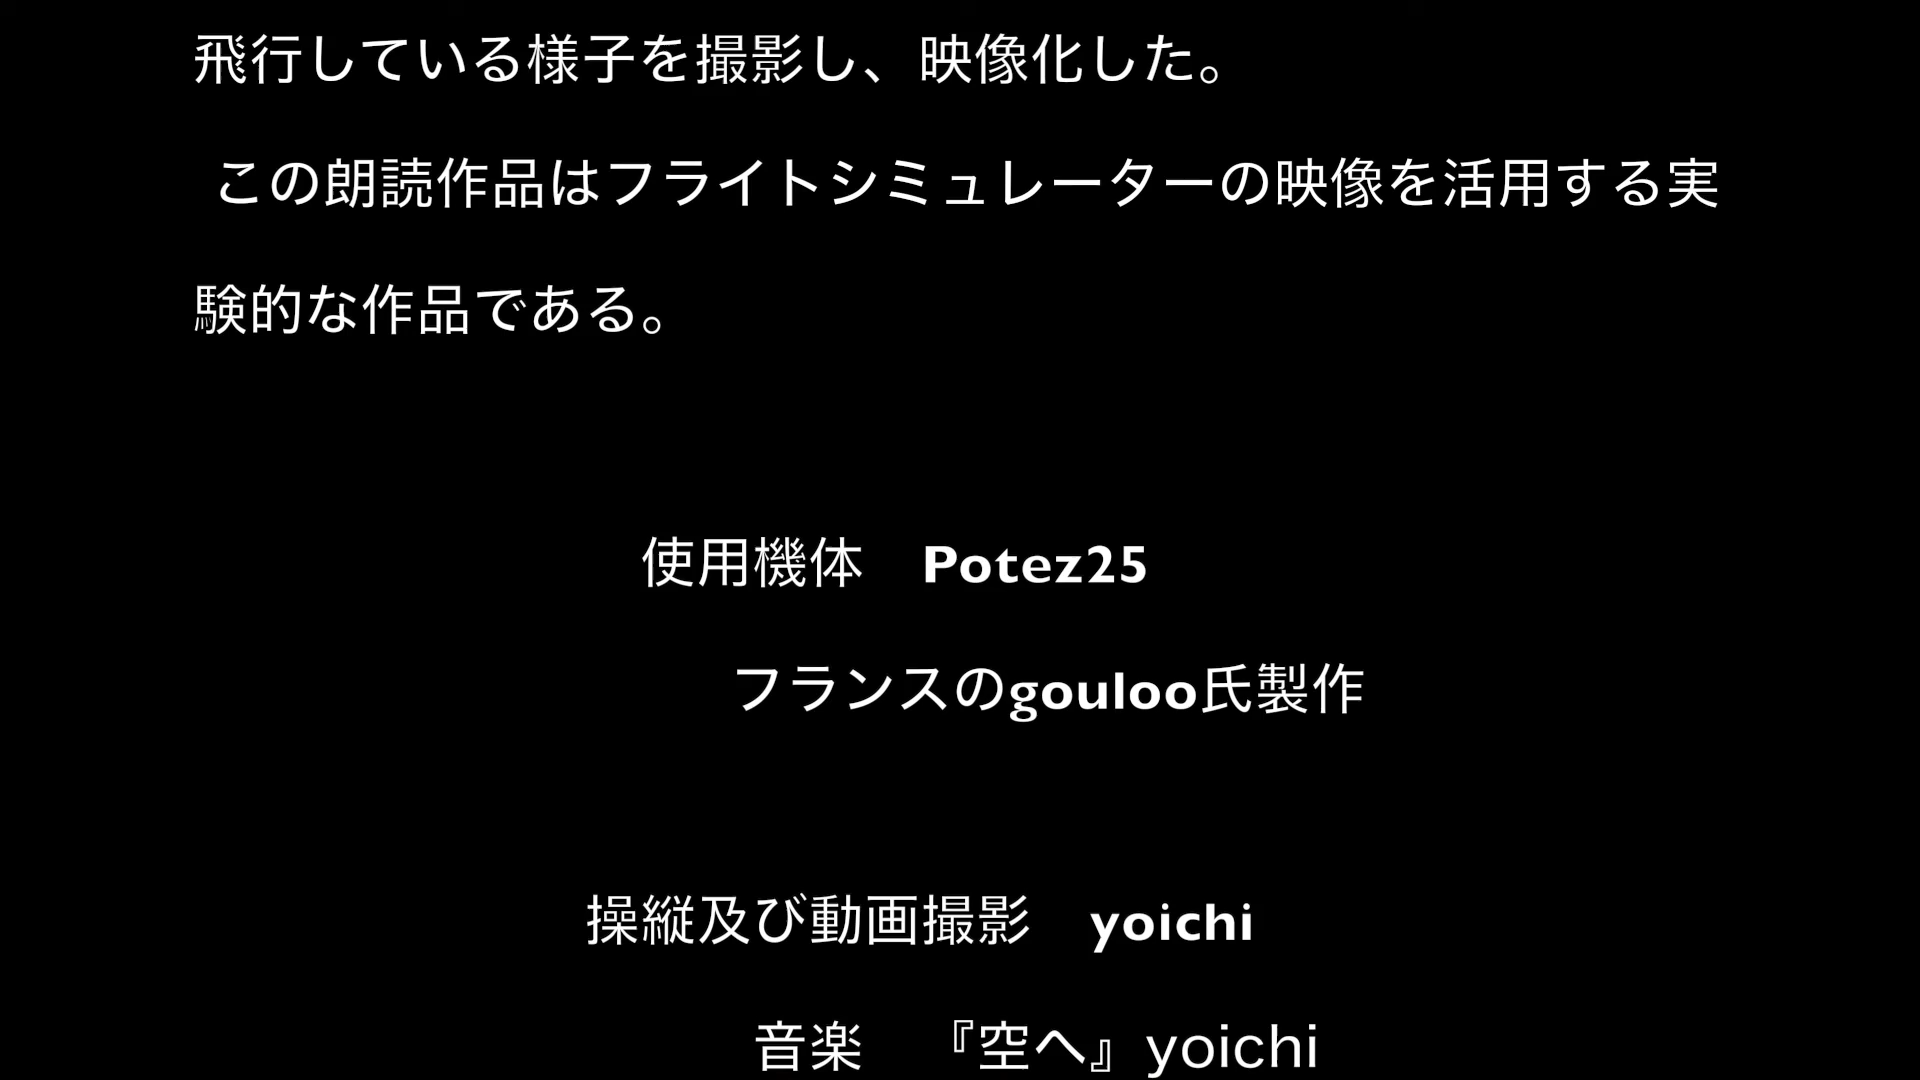 飛行している様子を撮影し、映像化した。
この朗読作品はフライトシミュレーターの映像を活用する実
験的な作品である。
使用機体　Potez25
フランスのgouloo氏製作
操縦及び動画撮影　yoichi
音楽　『空へ』yoichi